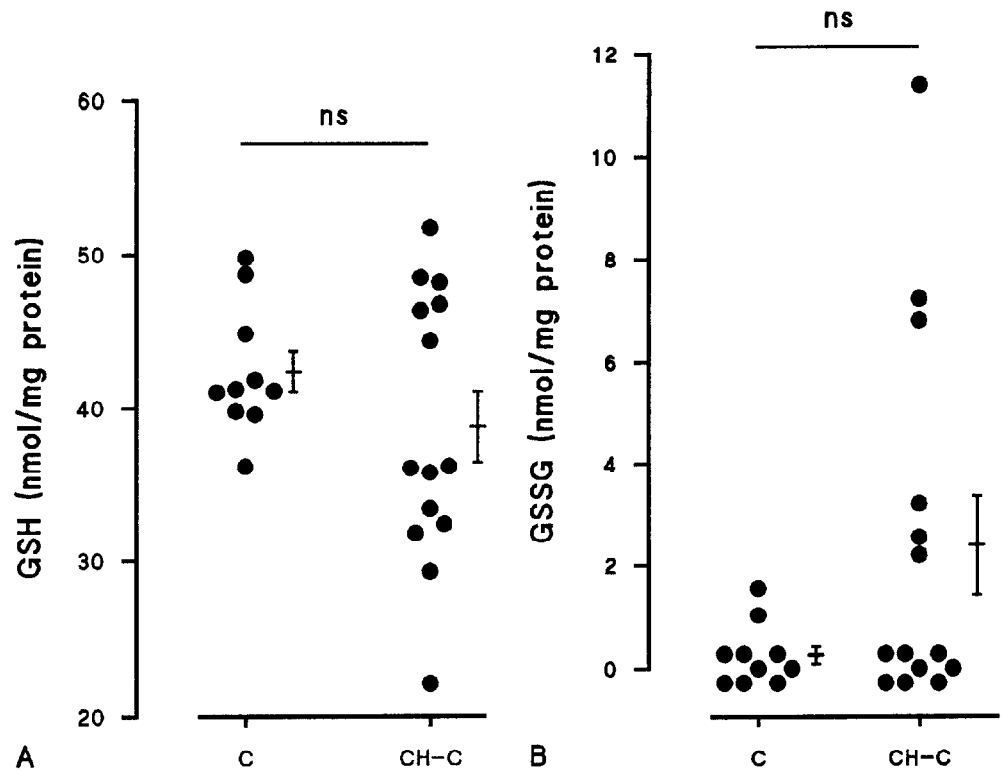 ns
60
50
40
30
20
GSH (nmol/mg protein)
C
CH-C
A
ns
12
10
8
6
4
2
0
GSSG (nmol/mg protein)
C
CH-C
B